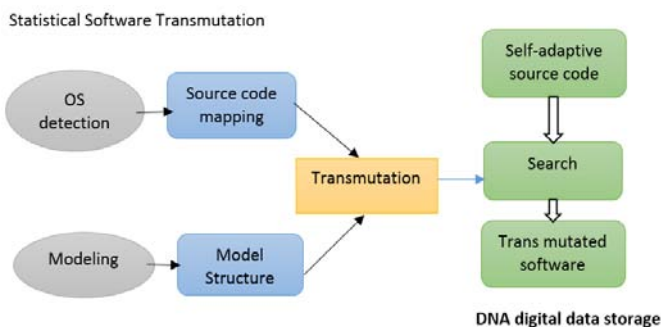 Statistical Software Transmutation
OS
detection
Source code
mapping
Modeling
Model
Structure
Transmutation
Self-adaptive
source code
Search
Trans mutated
software
DNA digital data storage